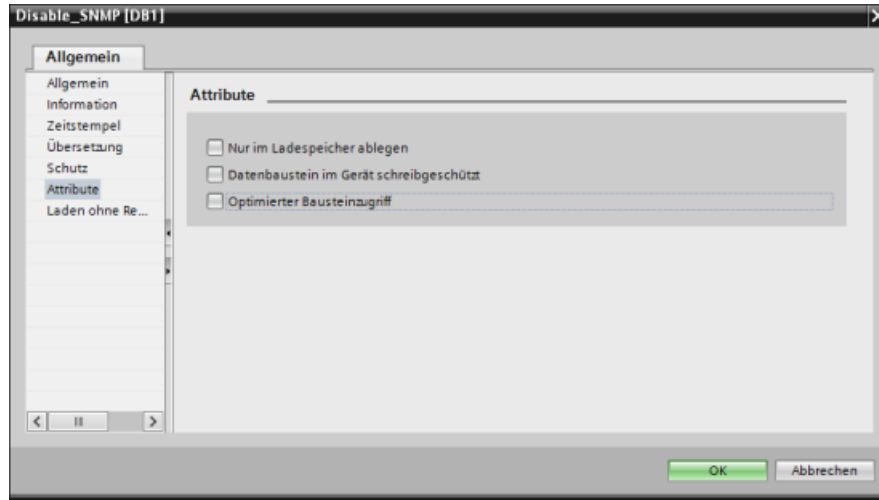 Disable_SNMP [DB1]
Allgemein
Allgemein
Information
Zeitstempel
Übersetzung
Schutz
Attribute
Laden ohne Re...
Attribute
Nur im Ladespeicher ablegen
Datenbaustein im Gerät schreibgeschützt
Optimierter Bausteinzugriff
OK
Abbrechen